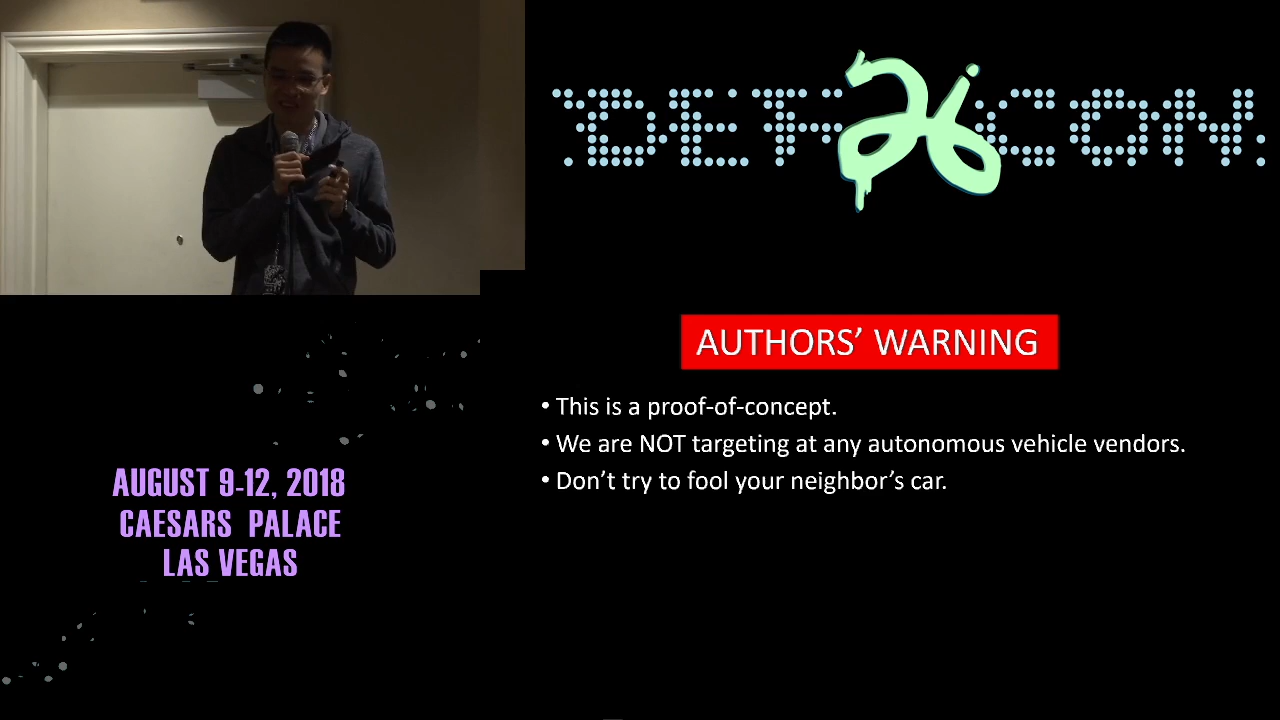 DEF 26 CON
AUTHORS’ WARNING
• This is a proof-of-concept.
• We are NOT targeting at any autonomous vehicle vendors.
• Don’t try to fool your neighbor’s car.
AUGUST 9-12, 2018
CAESARS PALACE
LAS VEGAS